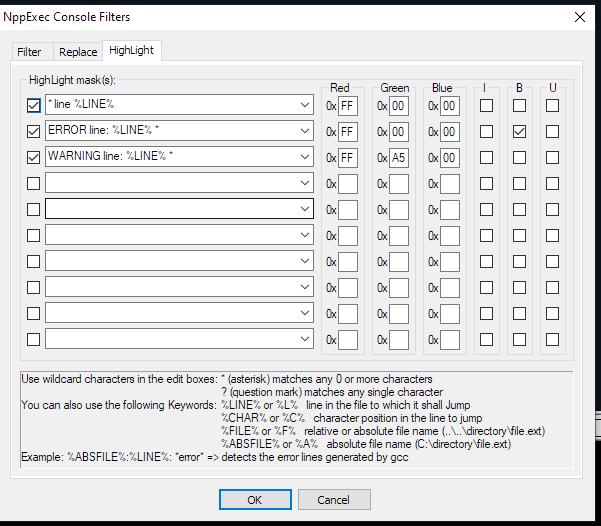 NppExec Console Filters
Filter Replace HighLight
HighLight mask(s):
Red Green Blue I B U
* line %LINE% 0x FF 0x 00 0x 00
ERROR line: %LINE% * 0x FF 0x 00 0x 00
WARNING line: %LINE% * 0x FF 0x A5 0x 00
0x 0x 0x
0x 0x 0x
0x 0x 0x
0x 0x 0x
0x 0x 0x
0x 0x 0x
0x 0x 0x
Use wildcard characters in the edit boxes: * (asterisk) matches any 0 or more characters
? (question mark) matches any single character
You can also use the following Keywords: %LINE% or %L% line in the file to which it shall Jump
%CHAR% or %C% character position in the line to jump
%FILE% or %F% relative or absolute file name (..\..\directory\file.ext)
%ABSFILE% or %A% absolute file name (C:\directory\file.ext)
Example: %ABSFILE%:%LINE%: *error* => detects the error lines generated by gcc
OK Cancel